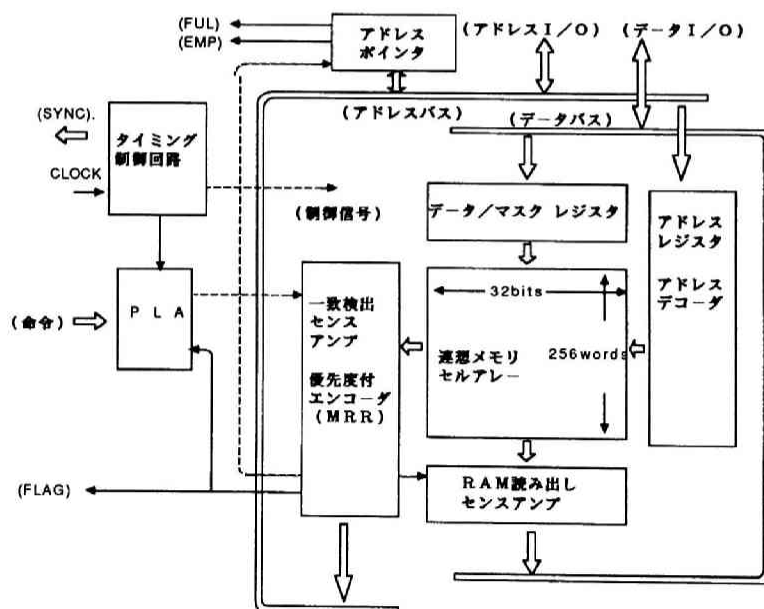 (FUL)
(EMP)
アドレス
ポインタ
(アドレスI/O)
(データI/O)
(アドレスバス)
(データバス)
(SYNC).
タイミング
制御回路
CLOCK
(制御信号)
データ/マスク レジスタ
アドレス
レジスタ
アドレス
デコーダ
(命令)
PLA
一致検出
センス
アンプ
優先度付
エンコーダ
(MRR)
32bits
256words
連想メモリ
セルアレー
RAM読み出し
センスアンプ
(FLAG)